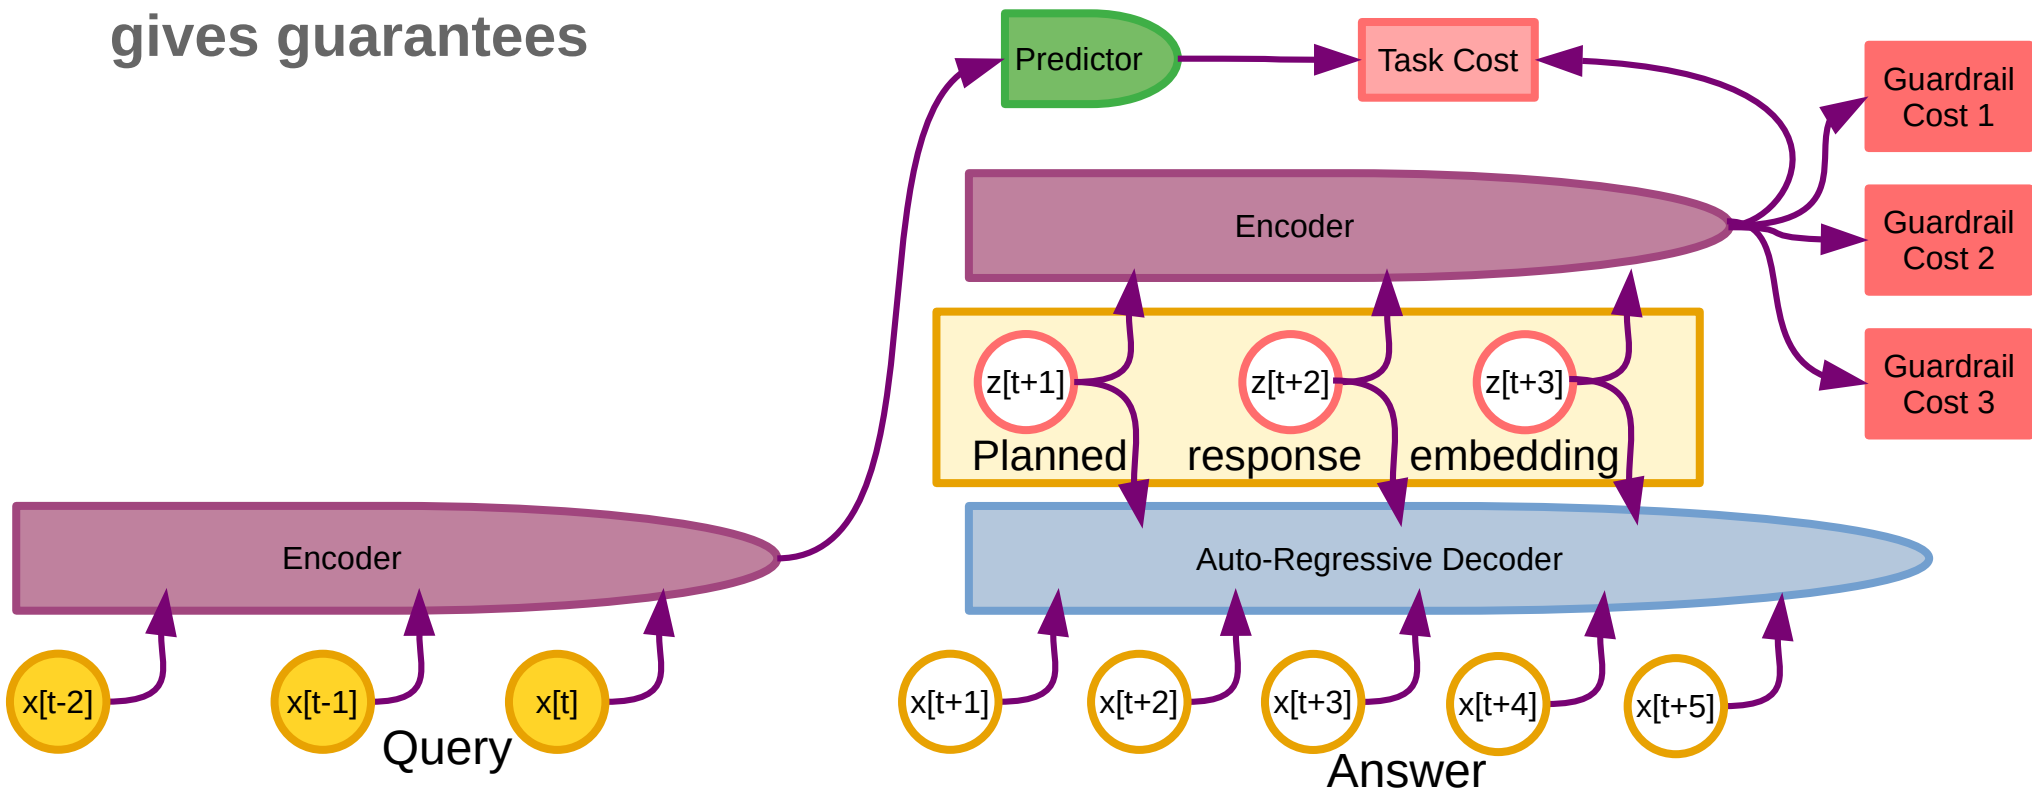 gives guarantees
Predictor
Task Cost
Guardrail
Cost 1
Encoder
Guardrail
Cost 2
z[t+1]
z[t+2]
z[t+3]
Guardrail
Cost 3
Planned response embedding
Encoder
Auto-Regressive Decoder
x[t-2]
x[t-1]
x[t]
x[t+1]
x[t+2]
x[t+3]
x[t+4]
x[t+5]
Query
Answer